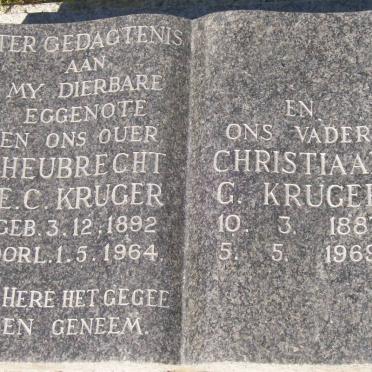 TER GEDAGTENIS
AAN
MY DIERBARE
EGGENOTE
EN ONS OUER
HEUBRECHT
E.C. KRUGER
GEB. 3. 12. 1892
OORL. 1. 5. 1964.
HERE HET GEGEE
EN GENEEM.
EN
ONS VADER
CHRISTIAA
G. KRUGER
10. 3. 188
5. 5. 1969